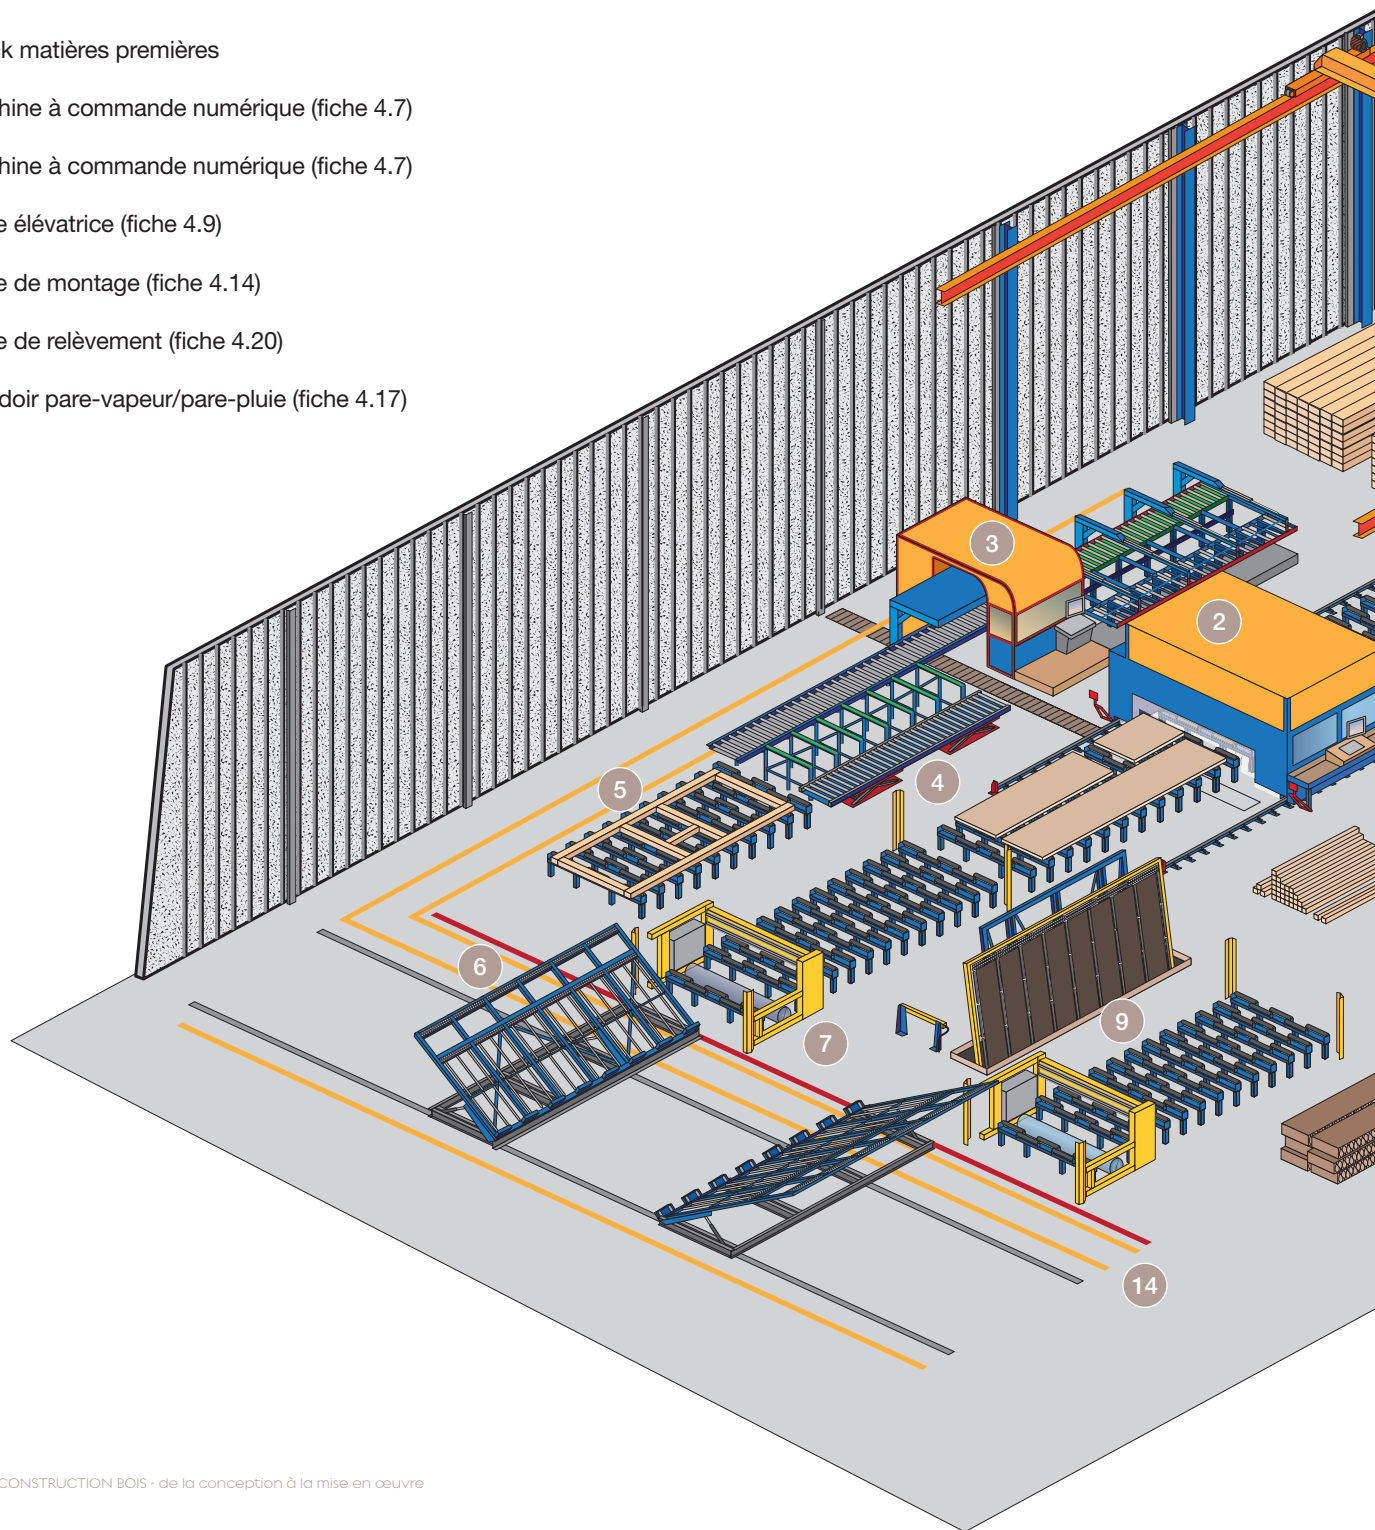 k matières premières
hine à commande numérique (fiche 4.7)
hine à commande numérique (fiche 4.7)
e élévatrice (fiche 4.9)
e de montage (fiche 4.14)
e de relèvement (fiche 4.20)
doir pare-vapeur/pare-pluie (fiche 4.17)
3
2
5
4
6
7
9
14
CONSTRUCTION BOIS - de la conception à la mise en œuvre